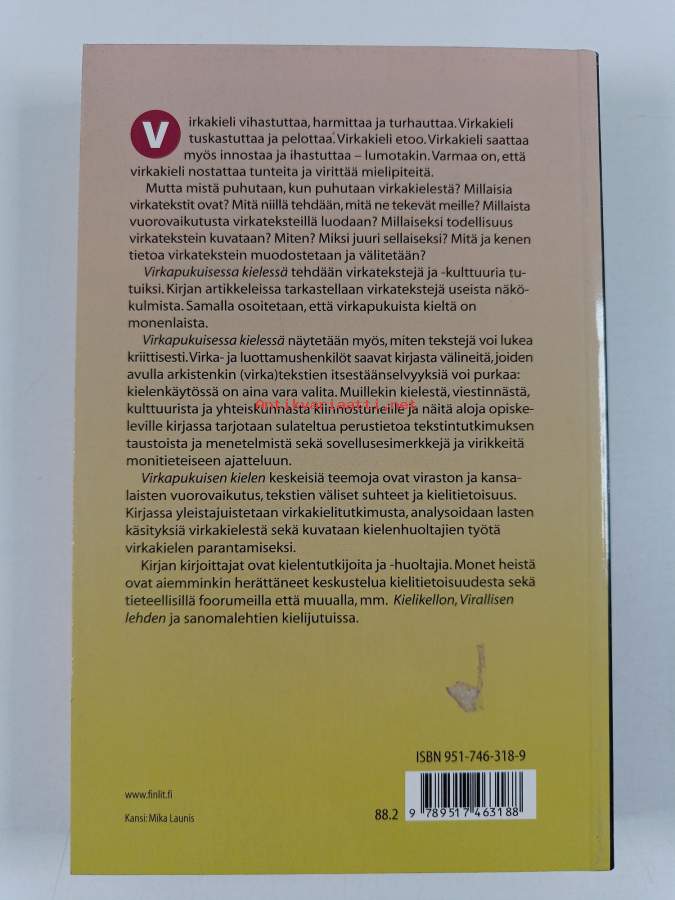 Virkakieli vihastuttaa, harmittaa ja turhauttaa. Virkakieli
tuskastuttaa ja pelottaa. Virkakieli etoo. Virkakieli saattaa
myös innostaa ja ihastuttaa – lumotakin. Varmaa on, että
virkakieli nostattaa tunteita ja virittää mielipiteitä.
Mutta mistä puhutaan, kun puhutaan virkakielestä? Millaisia
virkatekstit ovat? Mitä niillä tehdään, mitä ne tekevät meille? Millaista
vuorovaikutusta virkateksteillä luodaan? Millaiseksi todellisuus
virkatekstein kuvataan? Miten? Miksi juuri sellaiseksi? Mitä ja kenen
tietoa virkatekstein muodostetaan ja välitetään?
Virkapukuisessa kielessä tehdään virkatekstejä ja -kulttuuria tu-
tuiksi. Kirjan artikkeleissa tarkastellaan virkatekstejä useista näkö-
kulmista. Samalla osoitetaan, että virkapukuista kieltä on
monenlaista.
Virkapukuisessa kielessä näytetään myös, miten tekstejä voi lukea
kriittisesti. Virka- ja luottamushenkilöt saavat kirjasta välineitä, joiden
avulla arkistenkin (virka)tekstien itsestäänselvyyksiä voi purkaa:
kielenkäytössä on aina vara valita. Muillekin kielestä, viestinnästä,
kulttuurista ja yhteiskunnasta kiinnostuneille ja näitä aloja opiske-
leville kirjassa tarjotaan sulateltua perustietoa tekstintutkimuksen
taustoista ja menetelmistä sekä sovellusesimerkkejä ja virikkeitä
monitieteiseen ajatteluun.
Virkapukuisen kielen keskeisiä teemoja ovat viraston ja kansa-
laisten vuorovaikutus, tekstien väliset suhteet ja kielitietoisuus.
Kirjassa yleistajuistetaan virkakielitutkimusta, analysoidaan lasten
käsityksiä virkakielestä sekä kuvataan kielenhuoltajien työtä
virkakielen parantamiseksi.
Kirjan kirjoittajat ovat kielentutkijoita ja -huoltajia. Monet heistä
ovat aiemminkin herättäneet keskustelua kielitietoisuudesta sekä
tieteellisillä foorumeilla että muualla, mm. Kielikellon, Virallisen
lehden ja sanomalehtien kielijutuissa.
Antikvariaatti.net
ISBN 951-746-318-9
www.finlit.fi
Kansi: Mika Launis
88.2
9 789517 463188